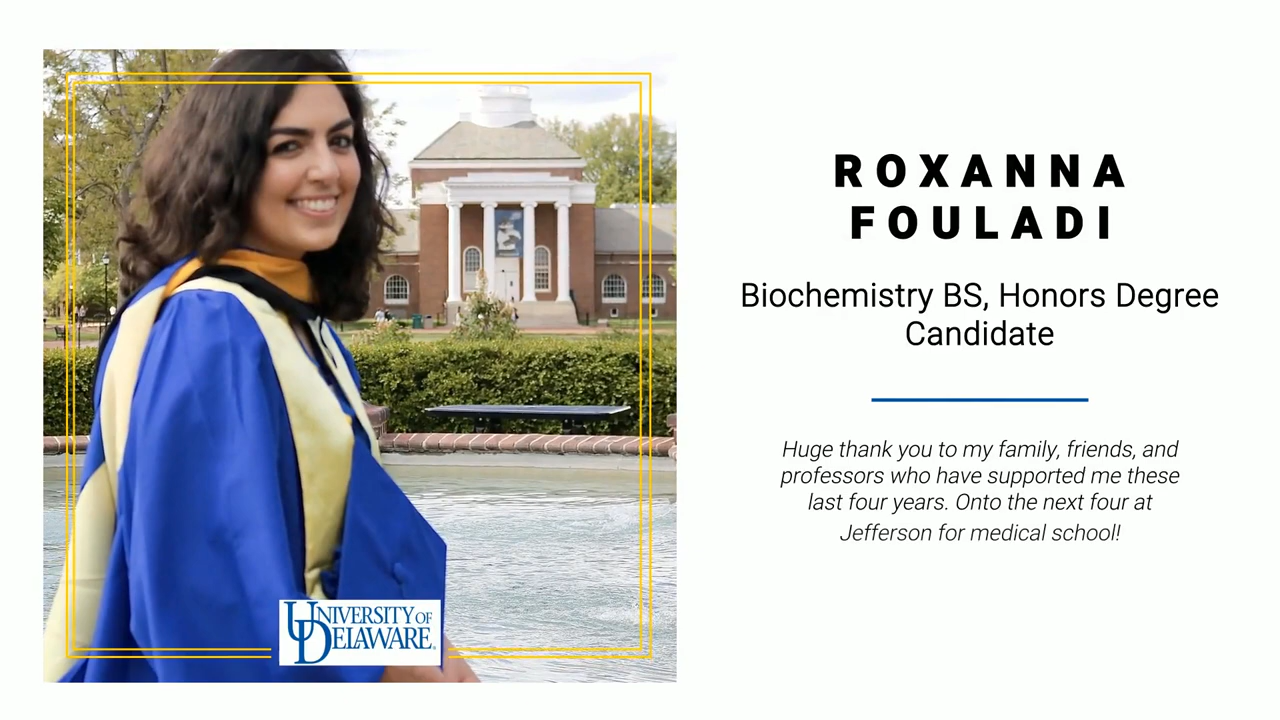 ROXANNA
FOULADI
Biochemistry BS, Honors Degree
Candidate
Huge thank you to my family, friends, and
professors who have supported me these
last four years. Onto the next four at
Jefferson for medical school!
UNIVERSITY OF
DELAWARE